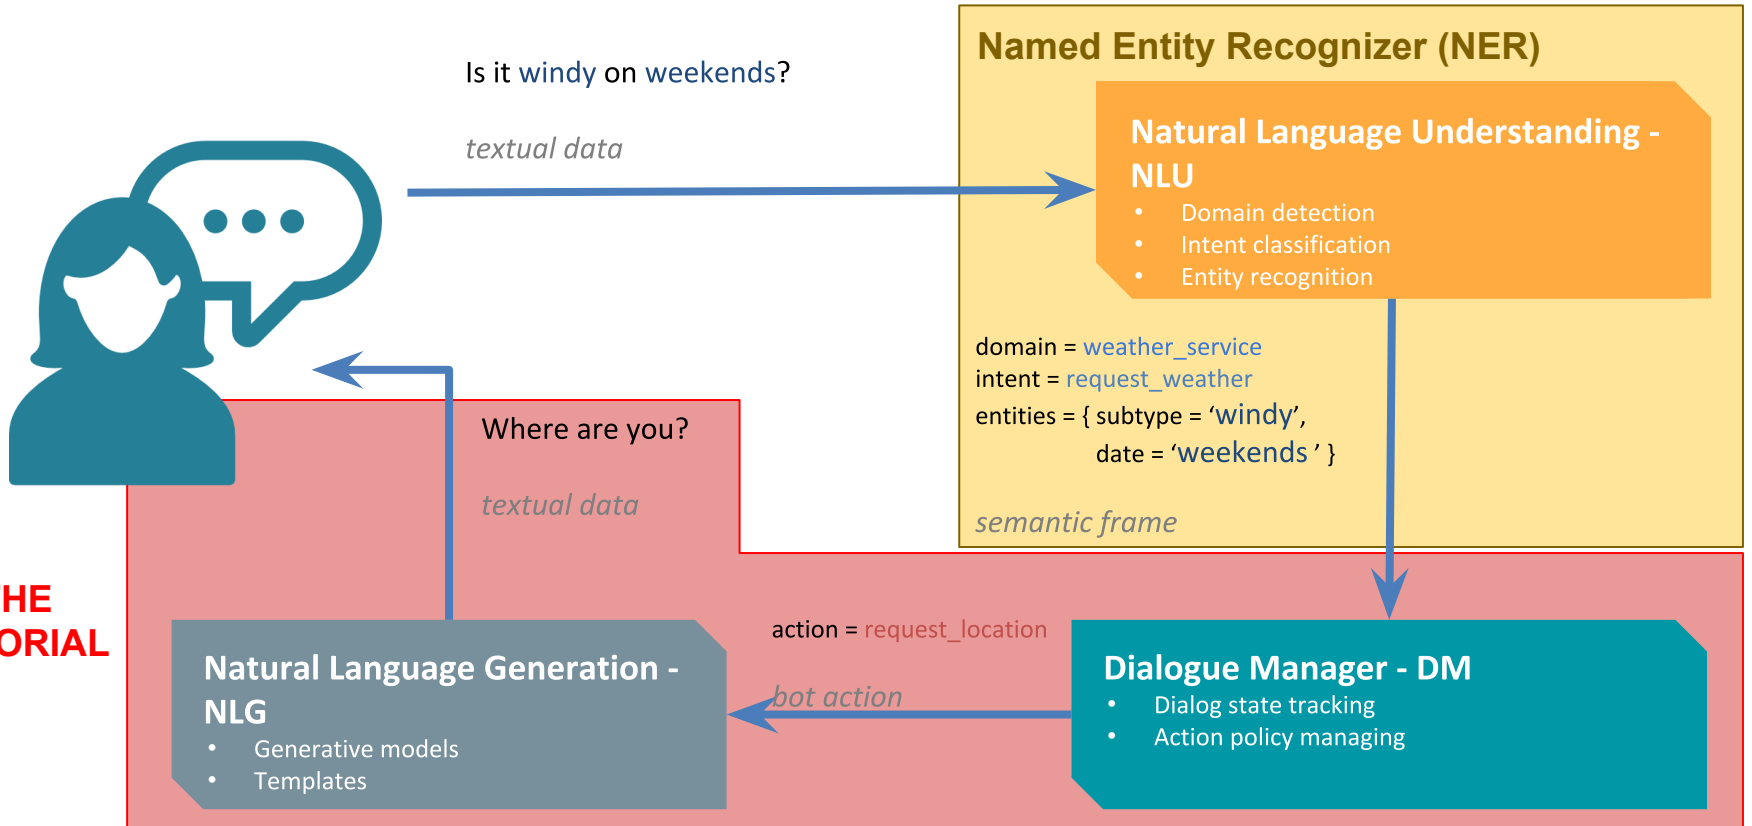 Named Entity Recognizer (NER)
Is it windy on weekends?
textual data
Natural Language Understanding -
NLU
• Domain detection
• Intent classification
• Entity recognition
domain = weather_service
intent = request_weather
entities = { subtype = ‘windy’,
date = ‘weekends ’ }
semantic frame
Where are you?
textual data
ORIAL
action = request_location
bot action
Natural Language Generation -
NLG
• Generative models
• Templates
Dialogue Manager - DM
• Dialog state tracking
• Action policy managing